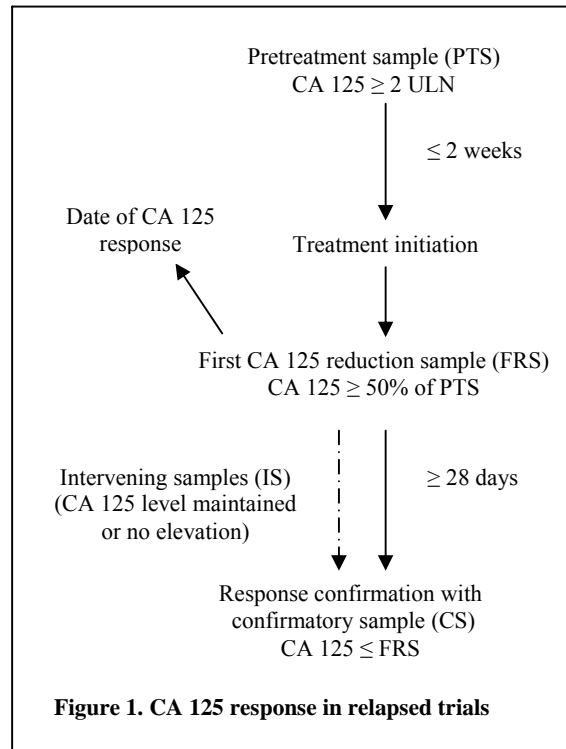 Pretreatment sample (PTS)
CA 125 ≥ 2 ULN
≤ 2 weeks
Date of CA 125
response
Treatment initiation
First CA 125 reduction sample (FRS)
CA 125 ≥ 50% of PTS
Intervening samples (IS)
(CA 125 level maintained
or no elevation)
≥ 28 days
Response confirmation with
confirmatory sample (CS)
CA 125 ≤ FRS
Figure 1. CA 125 response in relapsed trials